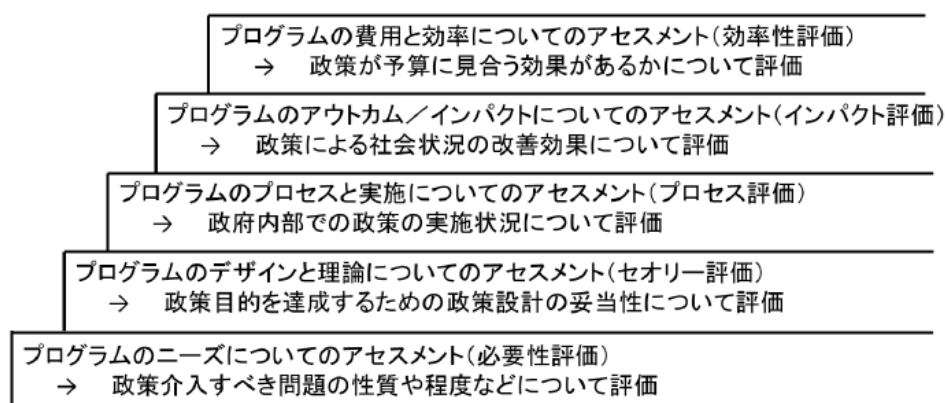 プログラムの費用と効率についてのアセスメント(効率性評価)
→ 政策が予算に見合う効果があるかについて評価
プログラムのアウトカム／インパクトについてのアセスメント(インパクト評価)
→ 政策による社会状況の改善効果について評価
プログラムのプロセスと実施についてのアセスメント(プロセス評価)
→ 政府内部での政策の実施状況について評価
プログラムのデザインと理論についてのアセスメント(セオリー評価)
→ 政策目的を達成するための政策設計の妥当性について評価
プログラムのニーズについてのアセスメント(必要性評価)
→ 政策介入すべき問題の性質や程度などについて評価